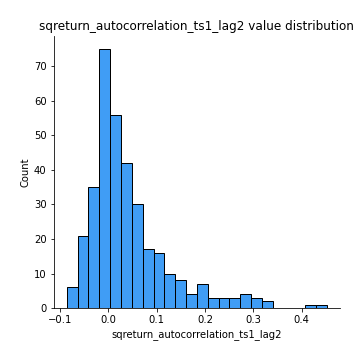 sqreturn_autocorrelation_ts1_lag2 value distribution
Count
70
60
50
40
30
20
10
0
−0.1 0.0 0.1 0.2 0.3 0.4
sqreturn_autocorrelation_ts1_lag2